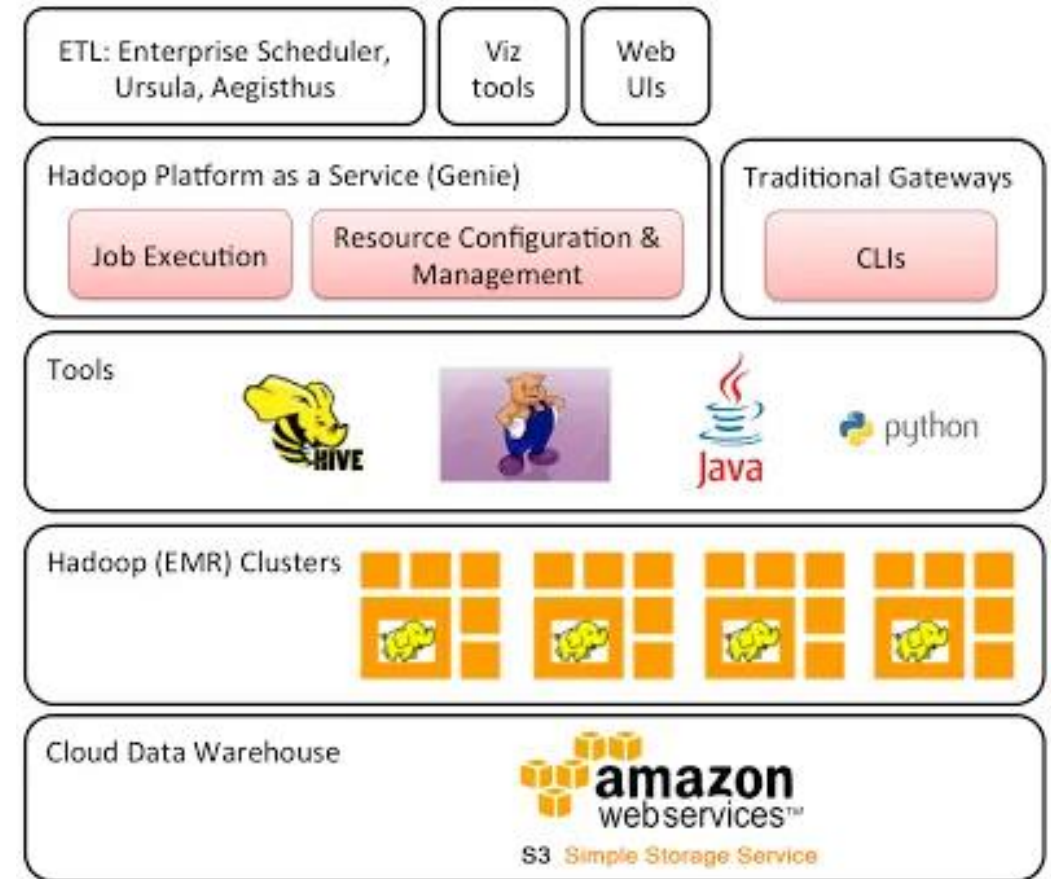 ETL: Enterprise Scheduler,
Ursula, Aegisthus
Viz
tools
Web
UIs
Hadoop Platform as a Service (Genie)
Job Execution
Resource Configuration &
Management
Traditional Gateways
CLIs
Tools
HIVE
Java
python
Hadoop (EMR) Clusters
Cloud Data Warehouse
amazon
webservices™
S3 Simple Storage Service